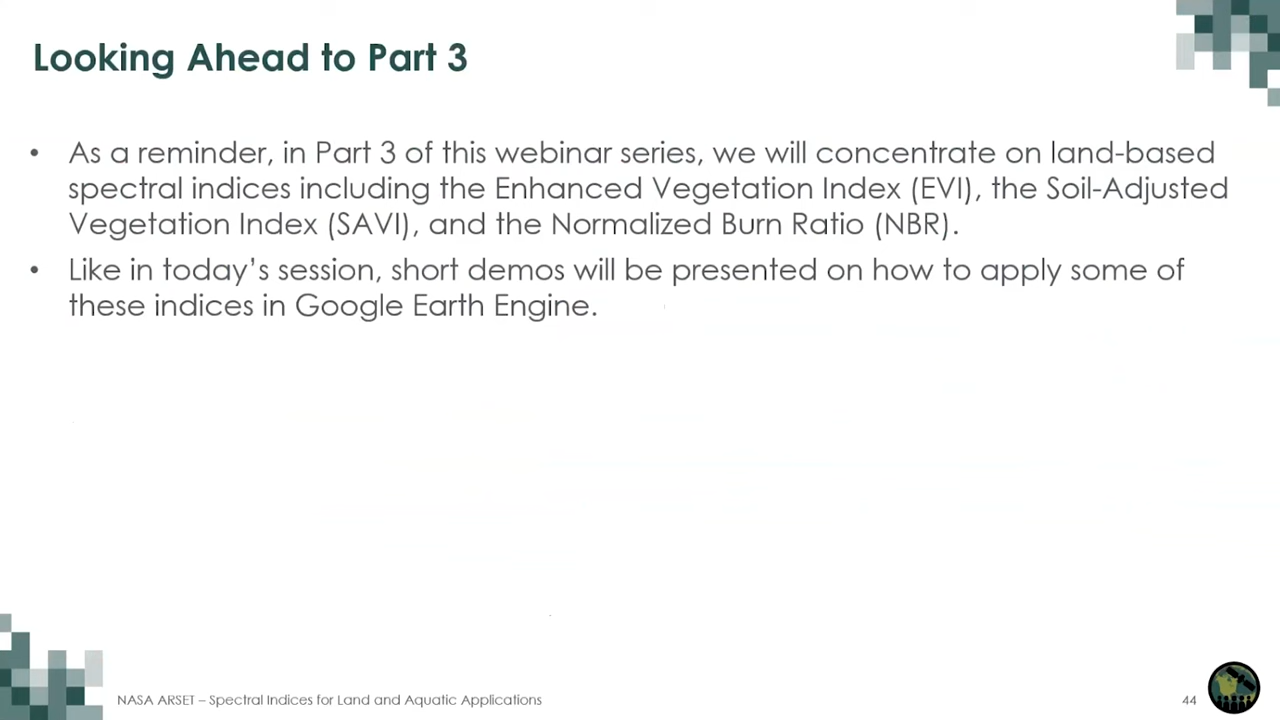 Looking Ahead to Part 3
• As a reminder, in Part 3 of this webinar series, we will concentrate on land-based
spectral indices including the Enhanced Vegetation Index (EVI), the Soil-Adjusted
Vegetation Index (SAVI), and the Normalized Burn Ratio (NBR).
• Like in today’s session, short demos will be presented on how to apply some of
these indices in Google Earth Engine.
NASA ARSET – Spectral Indices for Land and Aquatic Applications
44